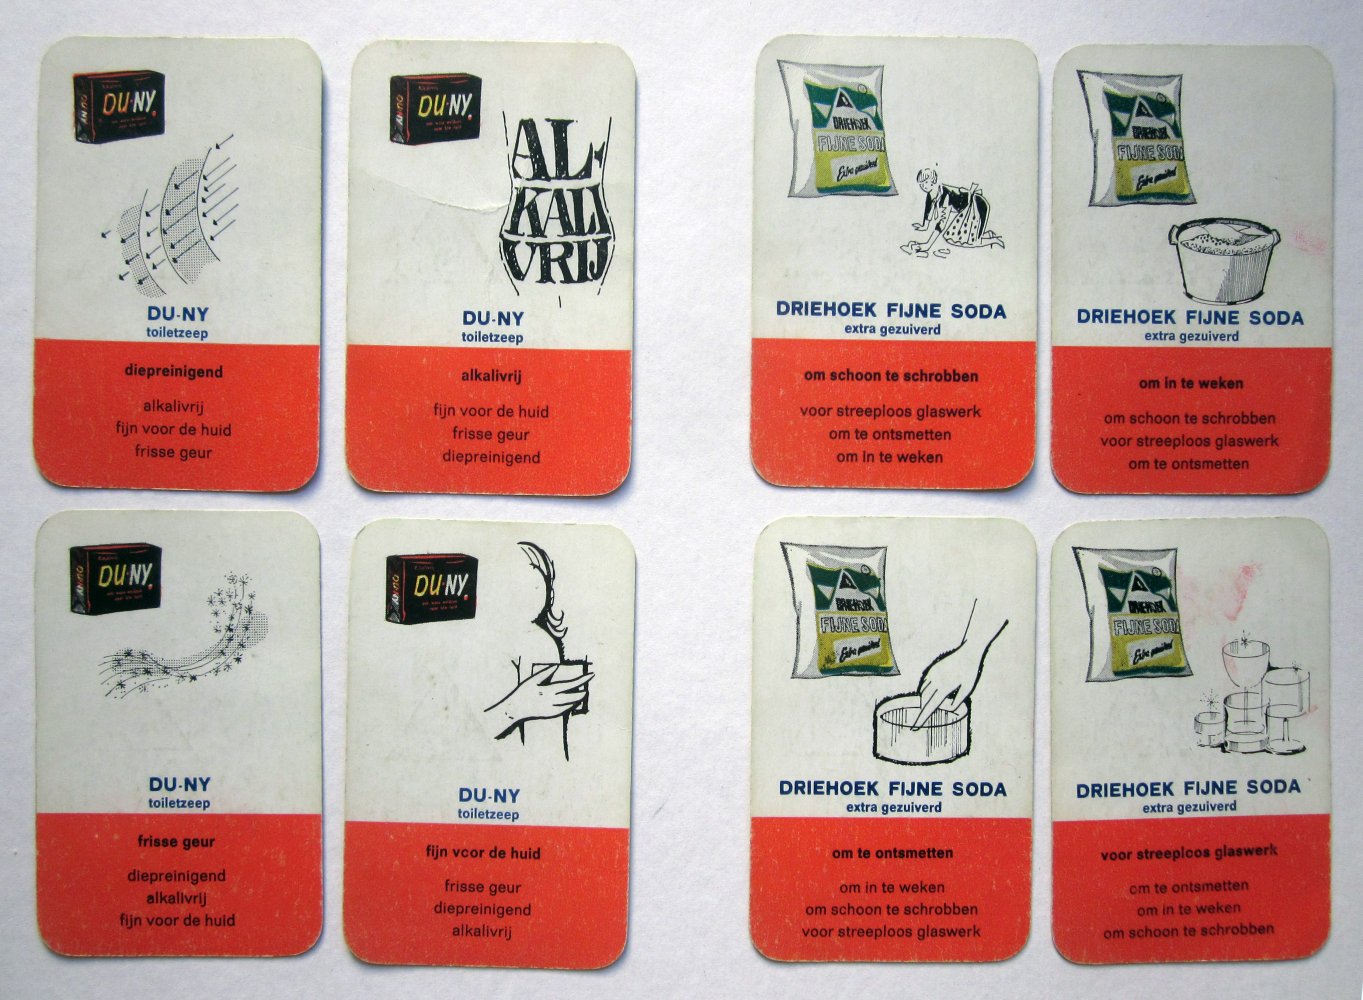 DU-NY
DU-NY
toiletzeep
diepreinigend
alkalivrij
fijn voor de huid
frisse geur
DU-NY
AL-
KALI
VRIJ
DU-NY
toiletzeep
alkalivrij
fijn voor de huid
frisse geur
diepreinigend
DRIEHOEK
FIJNE SODA
Extra gezuiverd
DRIEHOEK FIJNE SODA
extra gezuiverd
om schoon te schrobben
voor streeploos glaswerk
om te ontsmetten
om in te weken
DRIEHOEK
FIJNE SODA
Extra gezuiverd
DRIEHOEK FIJNE SODA
extra gezuiverd
om in te weken
om schoon te schrobben
voor streeploos glaswerk
om te ontsmetten
DU-NY
DU-NY
toiletzeep
frisse geur
diepreinigend
alkalivrij
fijn voor de huid
DU-NY
DU-NY
toiletzeep
fijn voor de huid
frisse geur
diepreinigend
alkalivrij
DRIEHOEK
FIJNE SODA
Extra gezuiverd
DRIEHOEK FIJNE SODA
extra gezuiverd
om te ontsmetten
om in te weken
om schoon te schrobben
voor streeploos glaswerk
DRIEHOEK
FIJNE SODA
Extra gezuiverd
DRIEHOEK FIJNE SODA
extra gezuiverd
voor streeploos glaswerk
om te ontsmetten
om in te weken
om schoon te schrobben